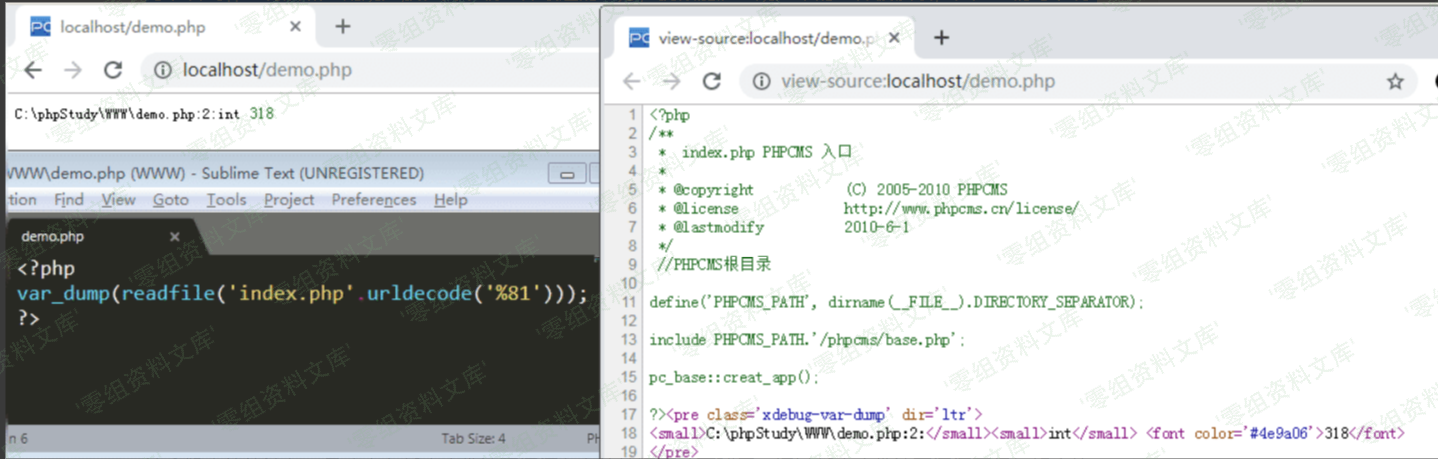 localhost/demo.php
localhost/demo.php
C:\phpStudy\WWW\demo.php:2:int 318
WWW\demo.php (WWW) - Sublime Text (UNREGISTERED)
tion Find View Goto Tools Project Preferences Help
demo.php
<?php
var_dump(readfile('index.php'.urldecode('%81')));
?>
n 6
Tab Size: 4
PH
view-source:localhost/demo.p
view-source:localhost/demo.php
1 <?php
2 /**
3 * index.php PHPCMS 入口
4 *
5 * @copyright (C) 2005-2010 PHPCMS
6 * @license http://www.phpcms.cn/license/
7 * @lastmodify 2010-6-1
8 */
9 //PHPCMS根目录
10
11 define('PHPCMS_PATH', dirname(__FILE__).DIRECTORY_SEPARATOR);
12
13 include PHPCMS_PATH.'/phpcms/base.php';
14
15 pc_base::creat_app();
16
17 ?><pre class='xdebug-var-dump' dir='ltr'>
18 <small>C:\phpStudy\WWW\demo.php:2:</small><small>int</small> <font color='#4e9a06'>318</font>
19 </pre>
'零组资料文库'